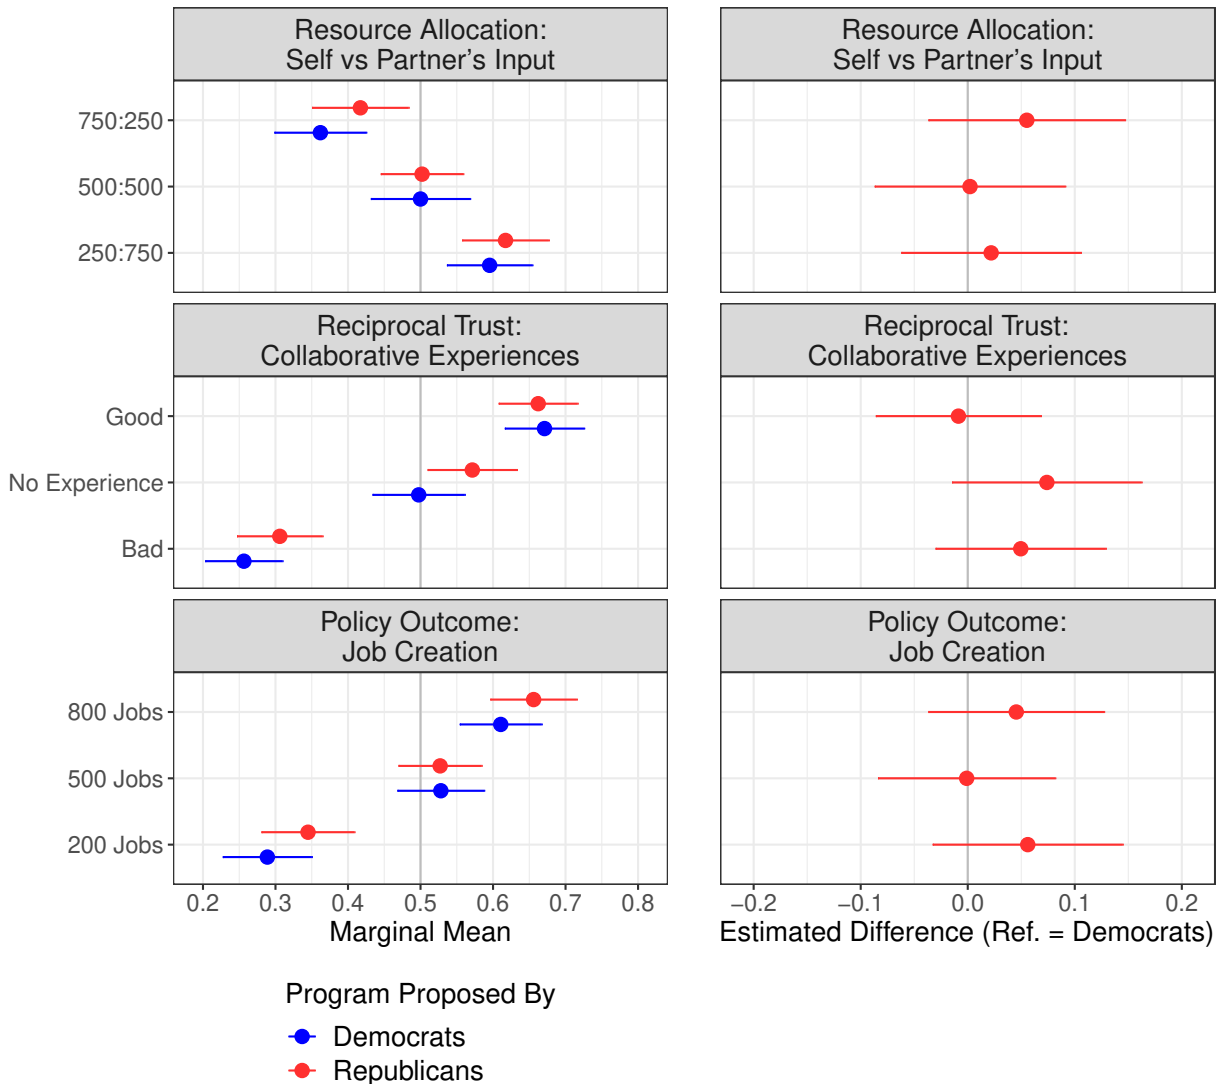 Resource Allocation:
Self vs Partner's Input
750:250
500:500
250:750
Reciprocal Trust:
Collaborative Experiences
Good
No Experience
Bad
Policy Outcome:
Job Creation
800 Jobs
500 Jobs
200 Jobs
0.2 0.3 0.4 0.5 0.6 0.7 0.8
Marginal Mean
Resource Allocation:
Self vs Partner's Input
Reciprocal Trust:
Collaborative Experiences
Policy Outcome:
Job Creation
−0.2 −0.1 0.0 0.1 0.2
Estimated Difference (Ref. = Democrats)
Program Proposed By
Democrats
Republicans